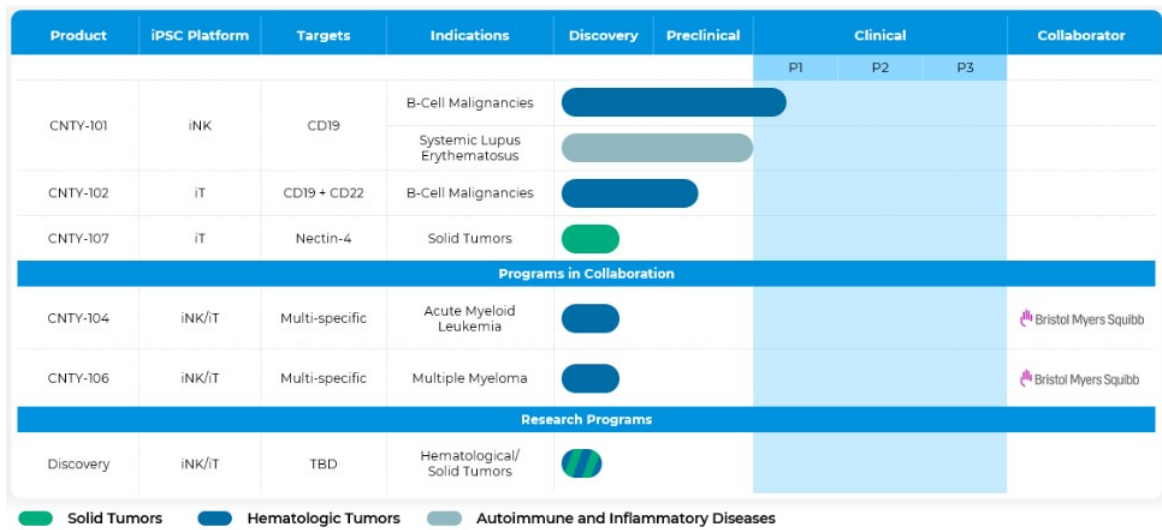 Product iPSC Platform Targets Indications Discovery Preclinical Clinical Collaborator
P1 P2 P3
CNTY-101 iNK CD19
B-Cell Malignancies
Systemic Lupus
Erythematosus
CNTY-102 iT CD19 + CD22 B-Cell Malignancies
CNTY-107 iT Nectin-4 Solid Tumors
Programs in Collaboration
CNTY-104 iNK/iT Multi-specific Acute Myeloid
Leukemia
Bristol Myers Squibb
CNTY-106 iNK/iT Multi-specific Multiple Myeloma Bristol Myers Squibb
Research Programs
Discovery iNK/iT TBD Hematological/
Solid Tumors
Solid Tumors Hematologic Tumors Autoimmune and Inflammatory Diseases